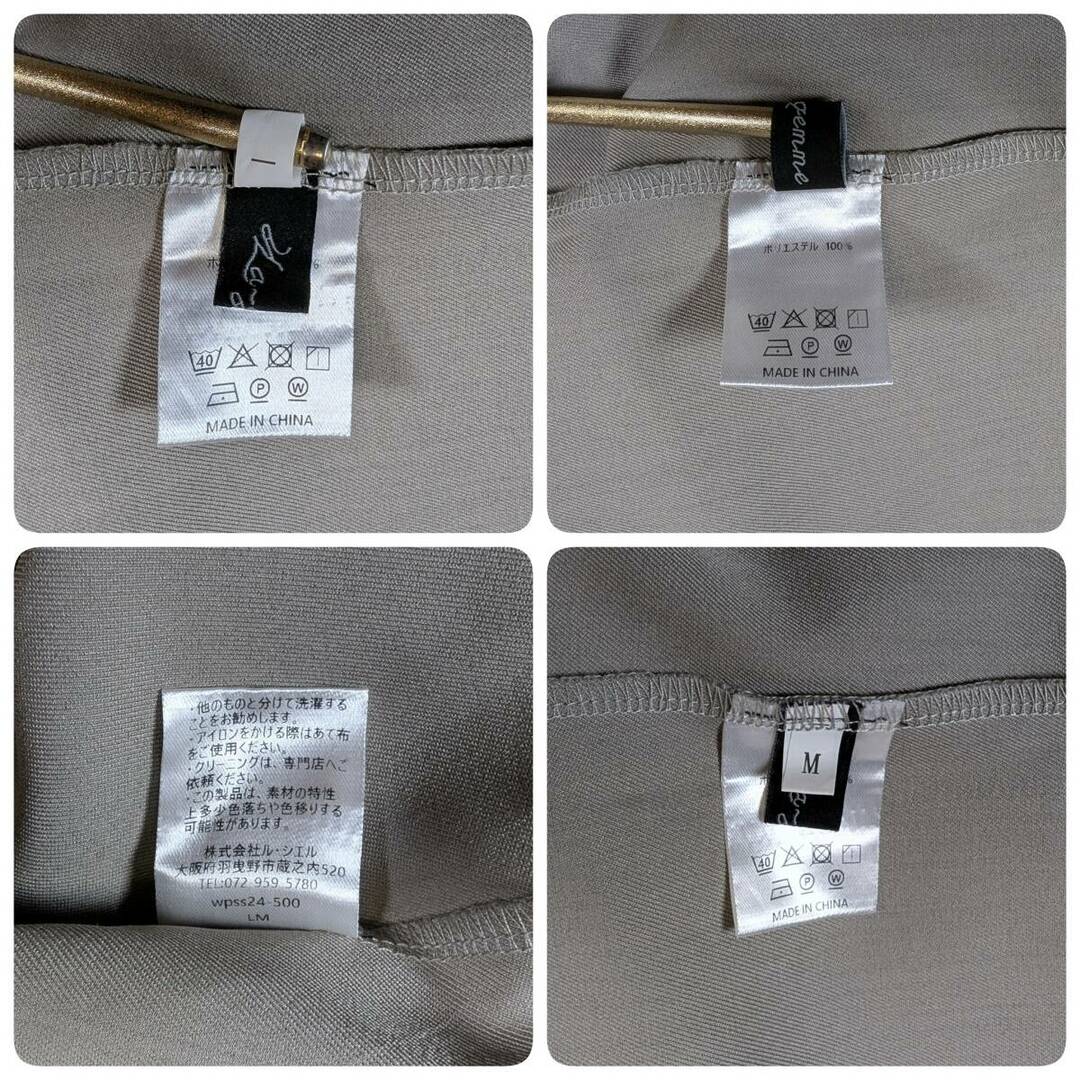 40
P
W
MADE IN CHINA
gemme
ポリエステル 100%
40
P
W
MADE IN CHINA
・他のものと分けて洗濯する
ことをお勧めします。
・アイロンをかける際はあて布
をご使用ください。
・クリーニングは、専門店へご
依頼ください。
・この製品は、素材の特性
上多少色落ちや色移りする
可能性があります。
株式会社ル・シエル
大阪府羽曳野市蔵之内520
TEL:072 959 5780
wpss24-500
LM
M
40
P
W
MADE IN CHINA